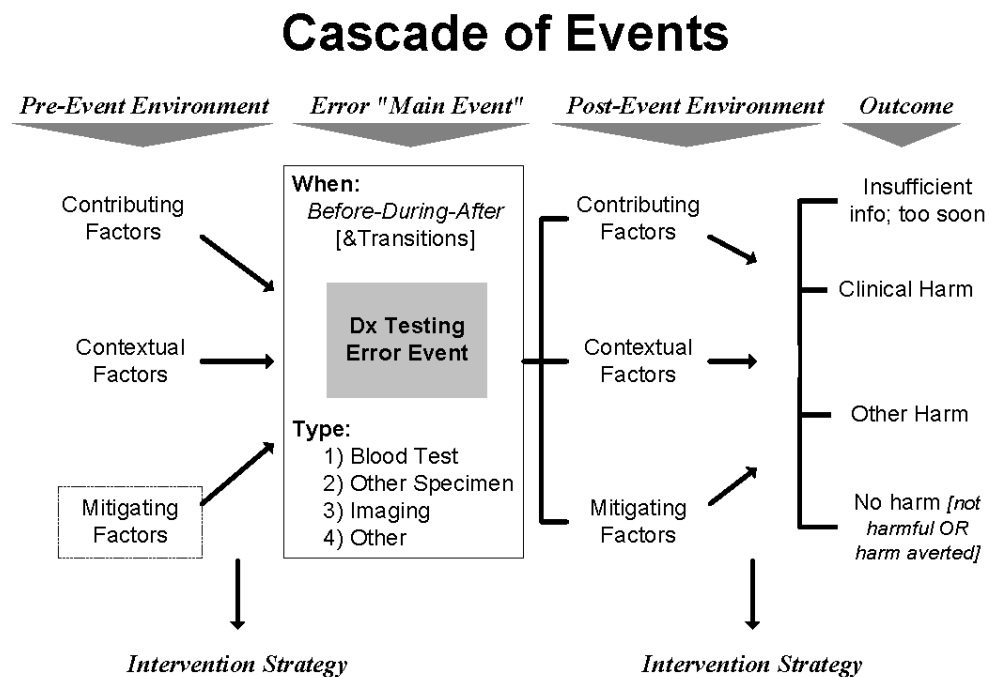 Cascade of Events
Pre-Event Environment
Error "Main Event"
Post-Event Environment
Outcome
Contributing
Factors
Contextual
Factors
Mitigating
Factors
When:
Before-During-After
[&Transitions]
Dx Testing
Error Event
Type:
1) Blood Test
2) Other Specimen
3) Imaging
4) Other
Contributing
Factors
Contextual
Factors
Mitigating
Factors
Insufficient
info; too soon
Clinical Harm
Other Harm
No harm [not
harmful OR
harm averted]
Intervention Strategy
Intervention Strategy